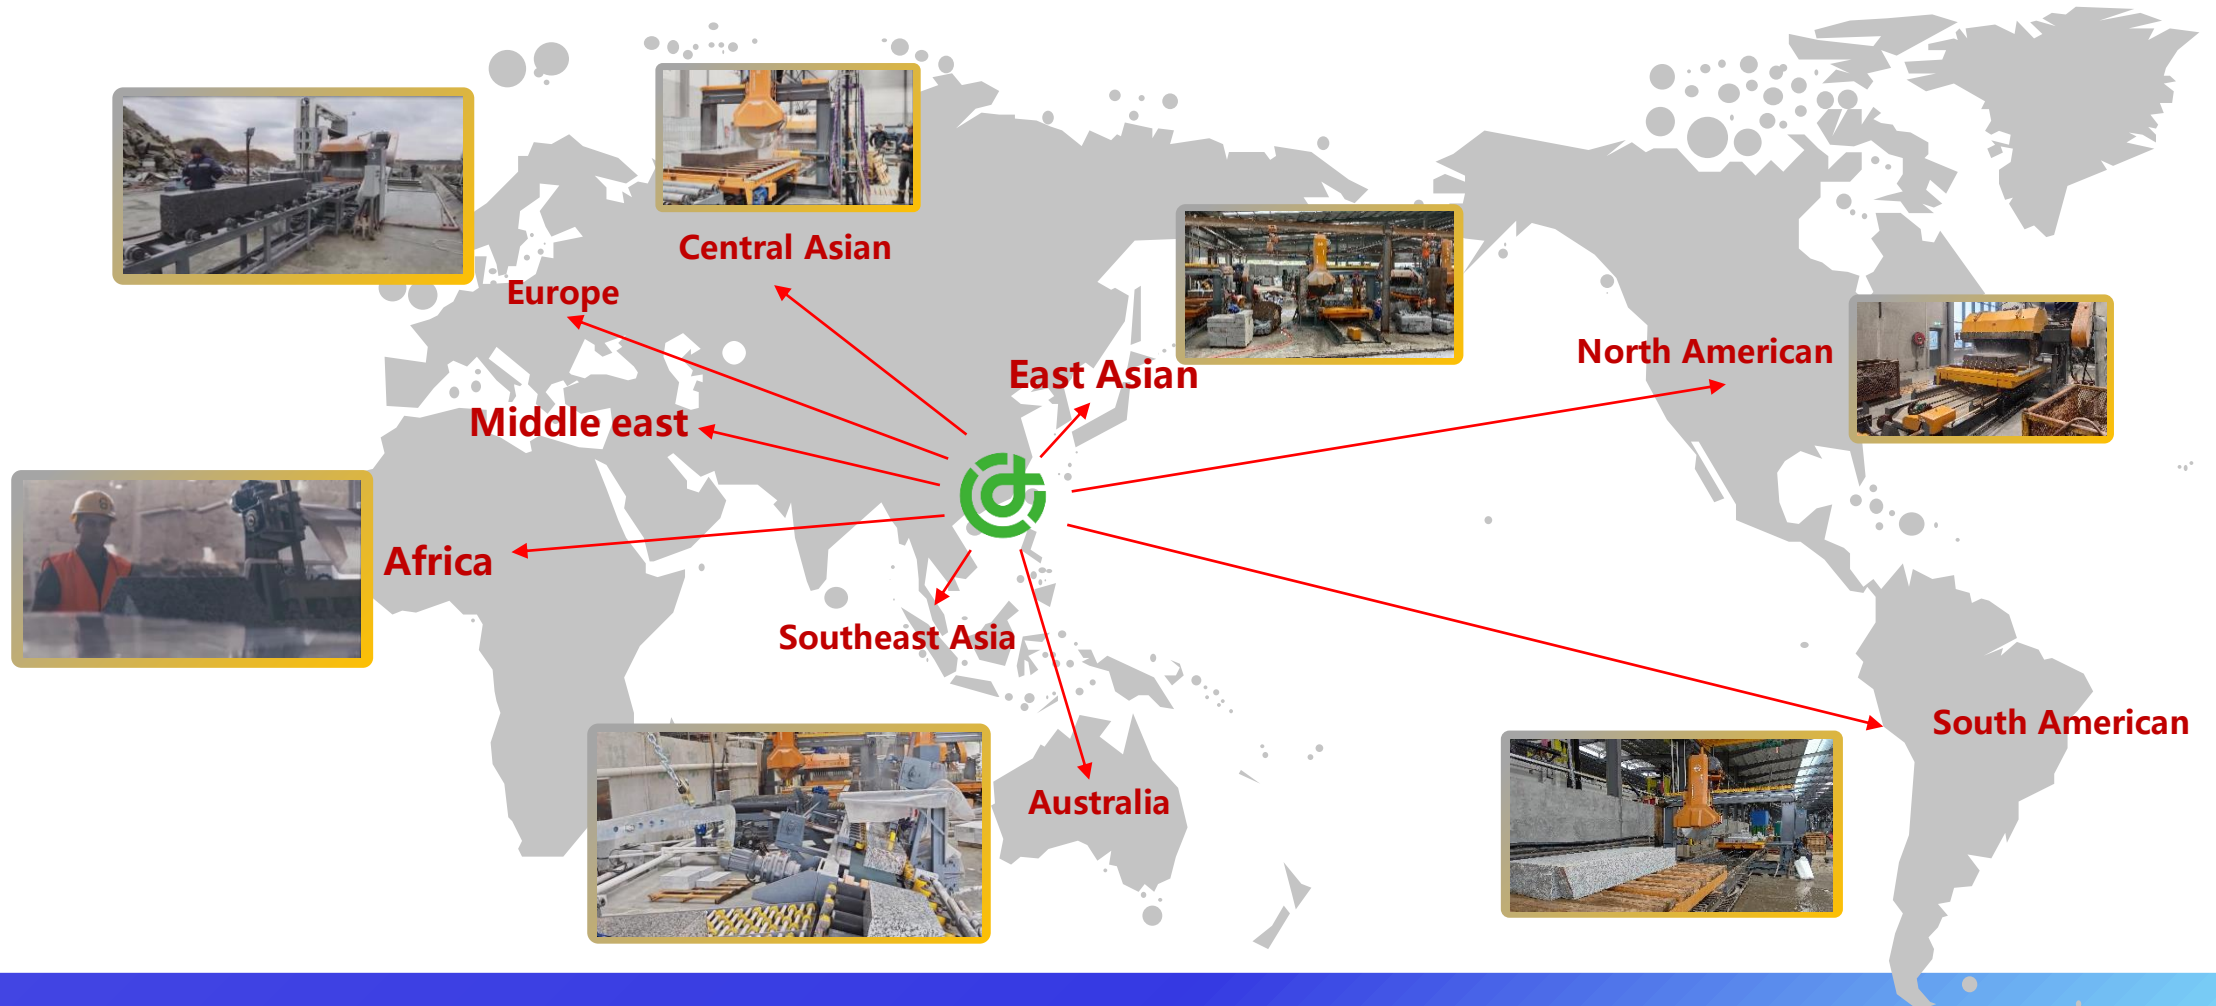 Central Asian
Europe
North American
East Asian
Middle east
Africa
Southeast Asia
South American
Australia